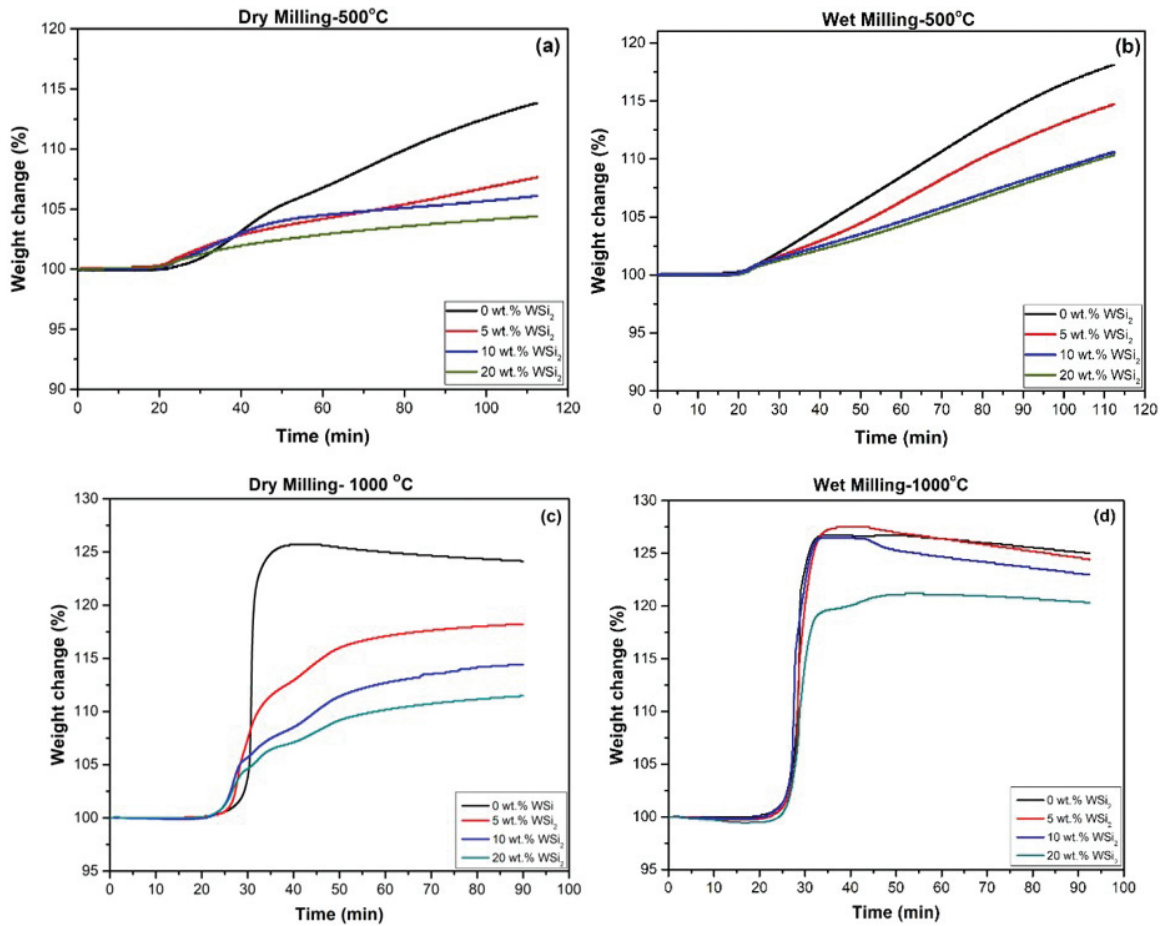 Dry Milling-500°C
(a)
Weight change (%)
120
115
110
105
100
95
90
0 20 40 60 80 100 120
Time (min)
0 wt.% WSi₂
5 wt.% WSi₂
10 wt.% WSi₂
20 wt.% WSi₂
Wet Milling-500°C
(b)
Weight change (%)
120
115
110
105
100
95
90
0 10 20 30 40 50 60 70 80 90 100 110 120
Time (min)
0 wt.% WSi₂
5 wt.% WSi₂
10 wt.% WSi₂
20 wt.% WSi₂
Dry Milling- 1000 °C
(c)
Weight change (%)
130
125
120
115
110
105
100
95
0 10 20 30 40 50 60 70 80 90 100
Time (min)
0 wt.% WSi
5 wt.% WSi₂
10 wt.% WSi₂
20 wt.% WSi₂
Wet Milling-1000°C
(d)
Weight change (%)
130
125
120
115
110
105
100
95
0 10 20 30 40 50 60 70 80 90 100
Time (min)
0 wt.% WSi₂
5 wt.% WSi₂
10 wt.% WSi₂
20 wt.% WSi₂